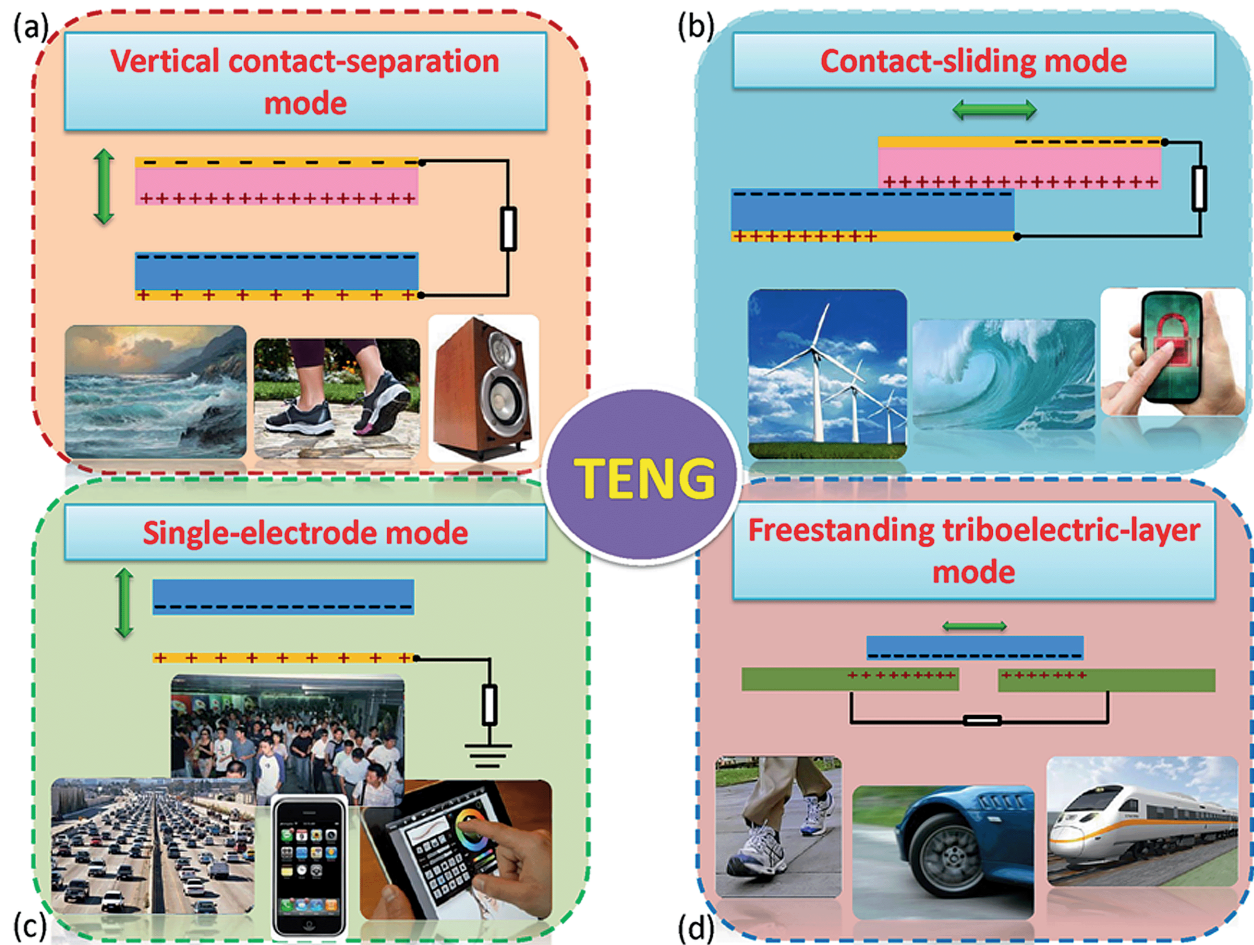 (a)
Vertical contact-separation
mode
(b)
Contact-sliding mode
TENG
Single-electrode mode
(c)
Freestanding triboelectric-layer
mode
(d)